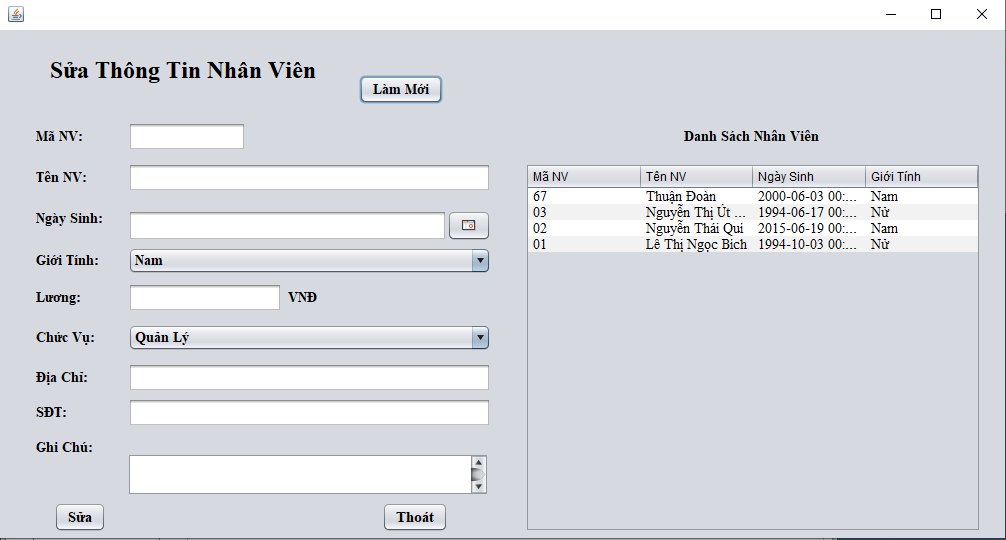 Sửa Thông Tin Nhân Viên
Làm Mới
Mã NV:
Tên NV:
Ngày Sinh:
Giới Tính:
Nam
Lương:
VNĐ
Chức Vụ:
Quản Lý
Địa Chỉ:
SĐT:
Ghi Chú:
Sửa
Thoát
Danh Sách Nhân Viên
Mã NV Tên NV Ngày Sinh Giới Tính
67 Thuận Đoàn 2000-06-03 00:... Nam
03 Nguyễn Thị Út ... 1994-06-17 00:... Nử
02 Nguyễn Thái Qui 2015-06-19 00:... Nam
01 Lê Thị Ngọc Bích 1994-10-03 00:... Nử